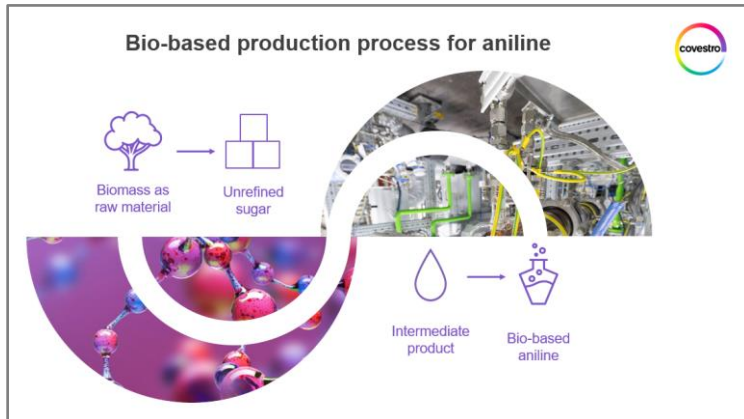 Bio-based production process for aniline
covestro
Biomass as
raw material
Unrefined
sugar
Intermediate
product
Bio-based
aniline